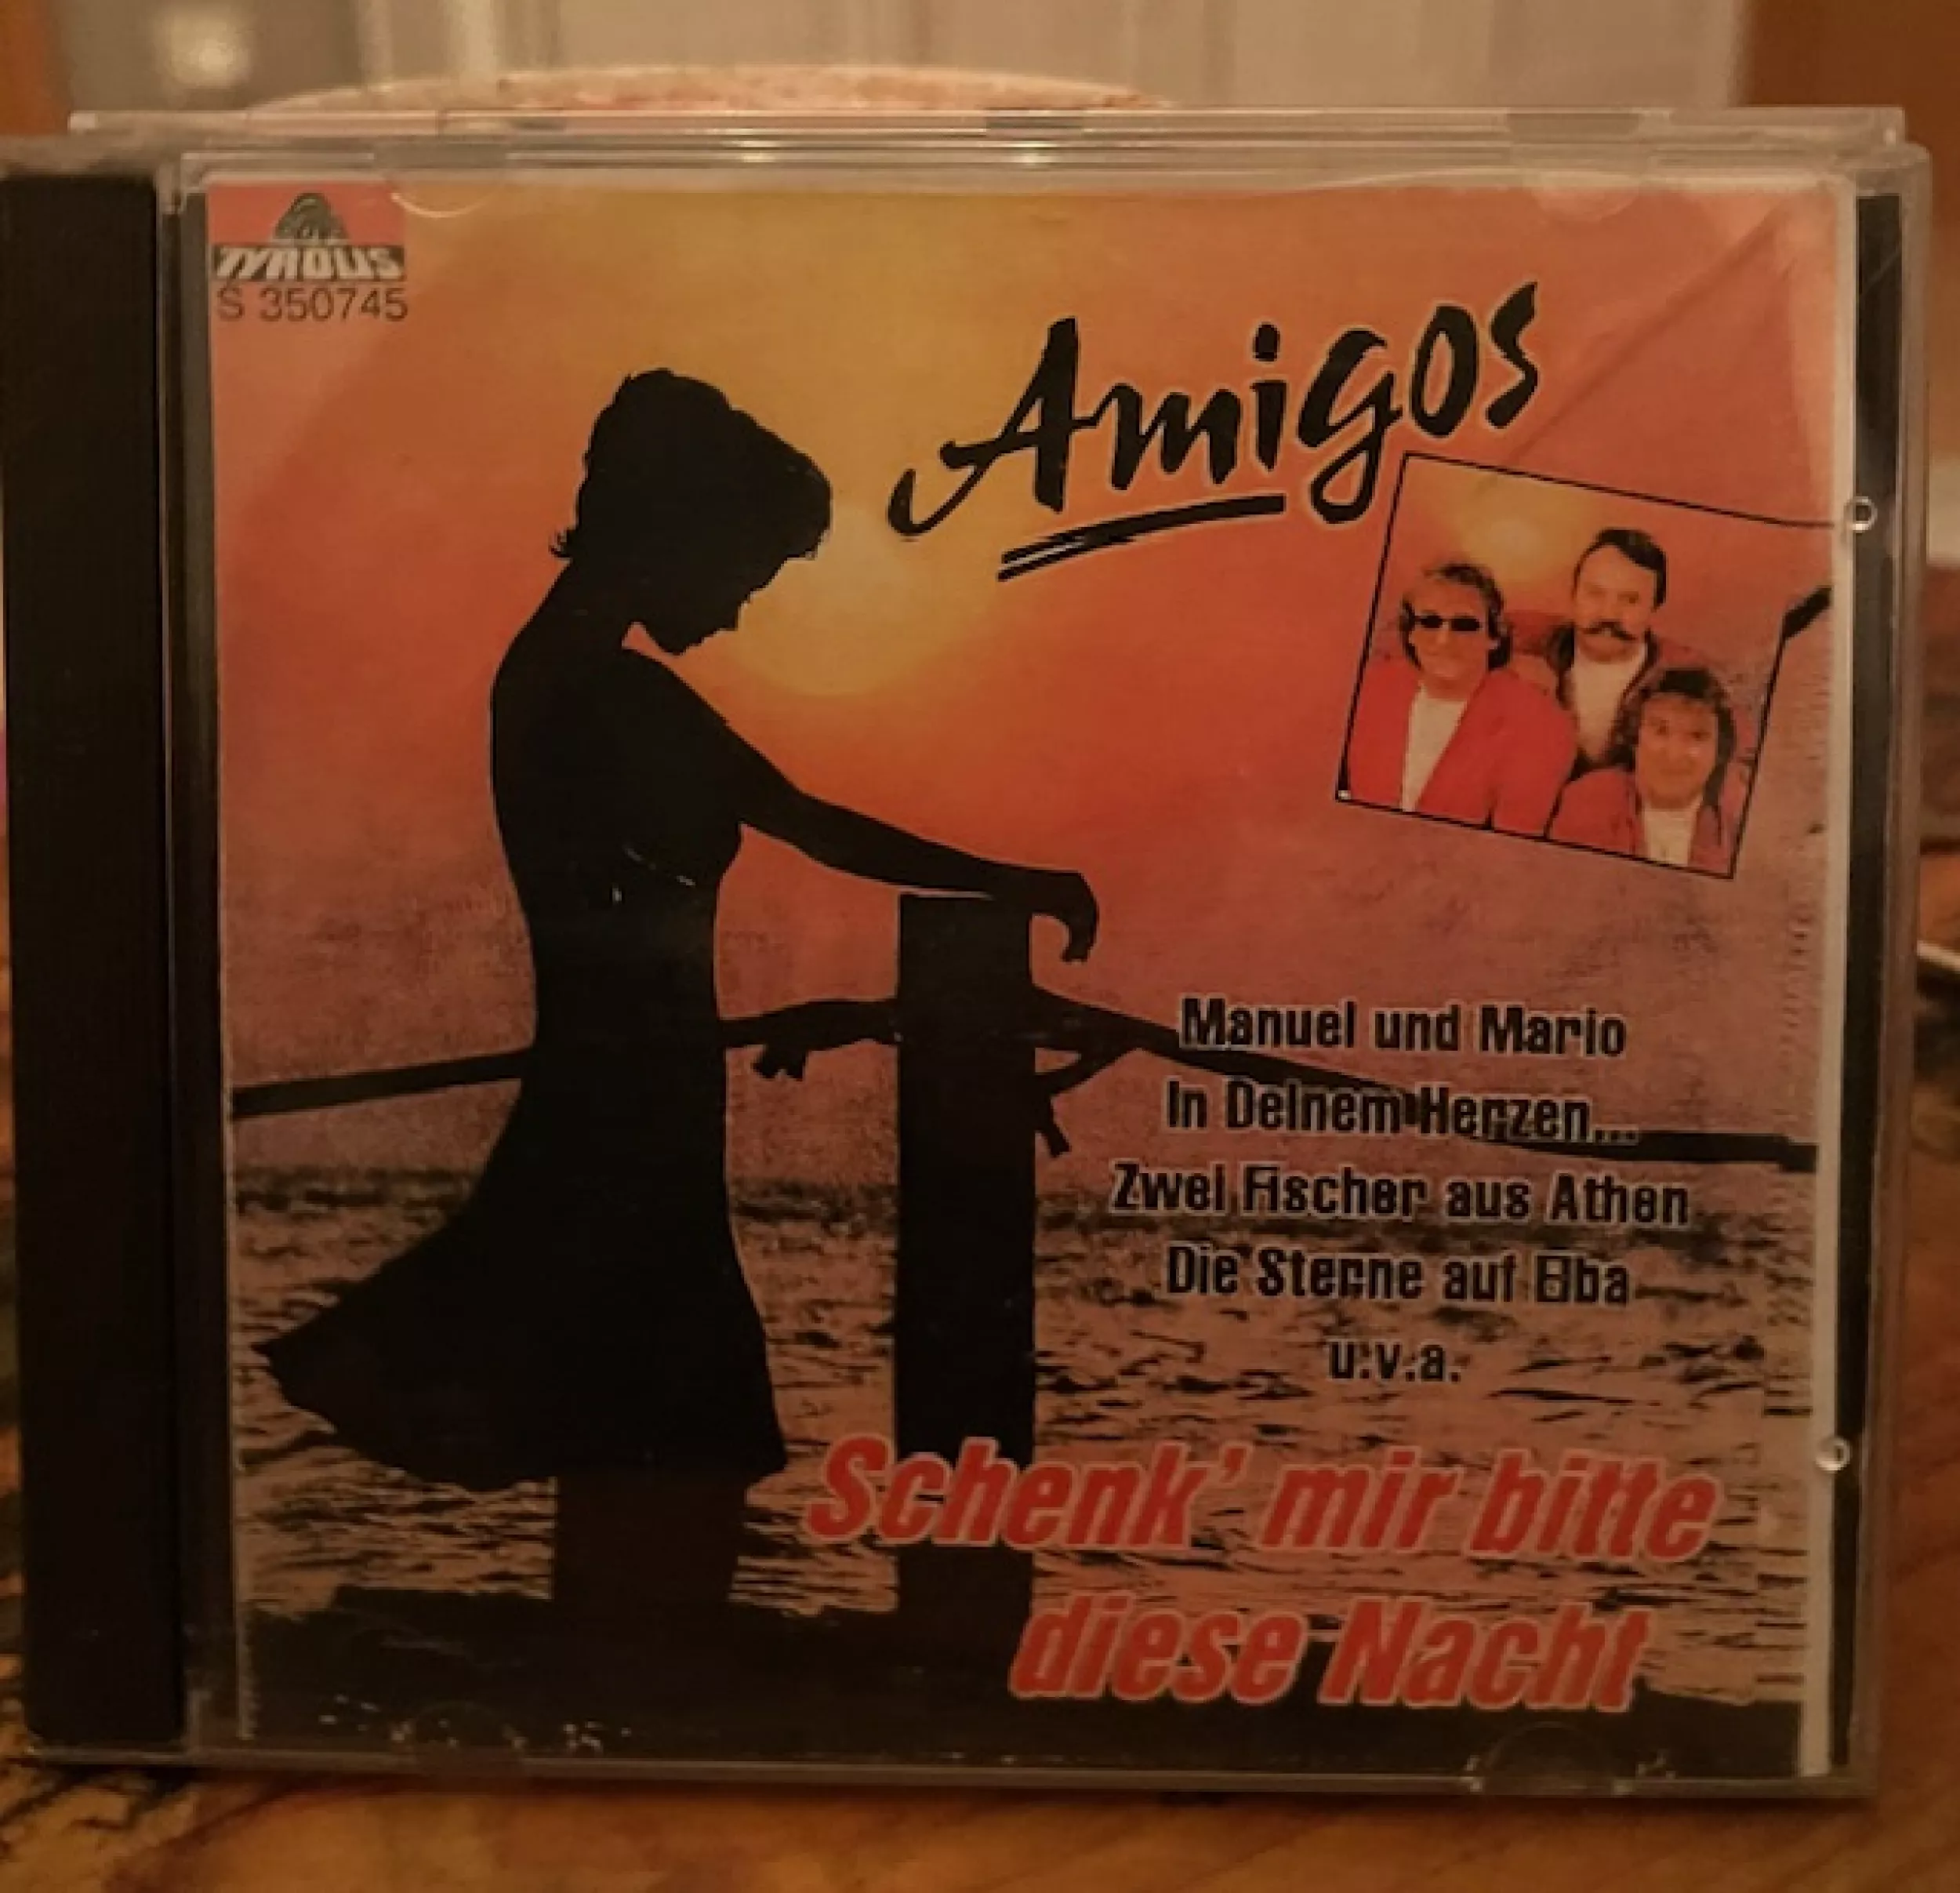 TYROLIS
S 350745
Amigos
Manuel und Mario
In Deinem Herzen...
Zwei Fischer aus Athen
Die Sterne auf Elba
u.v.a.
Schenk' mir bitte
diese Nacht